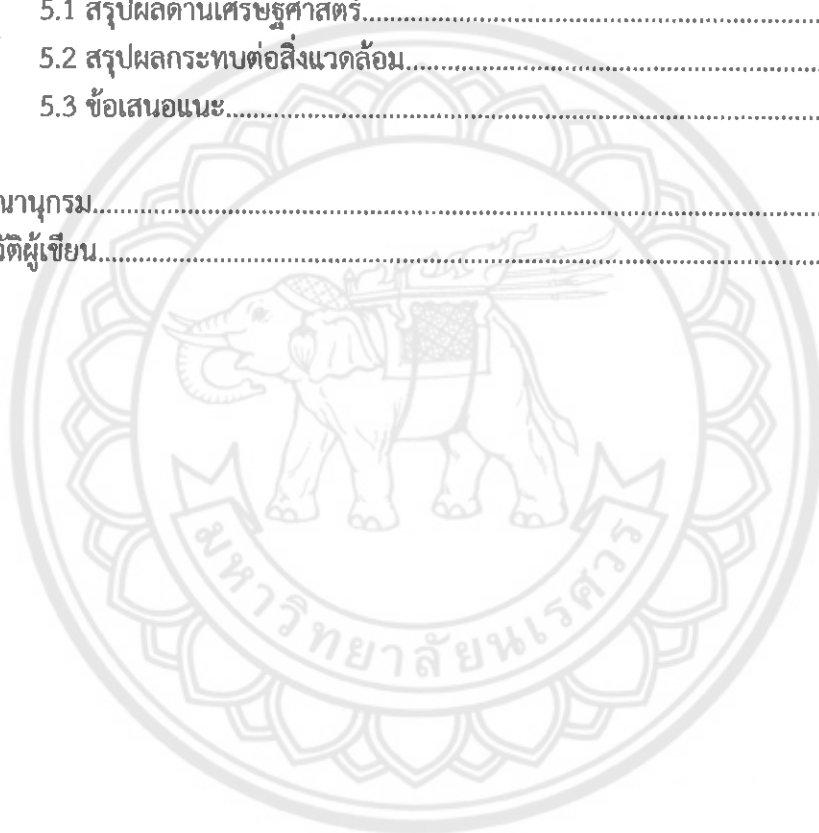 5.1 สรุปผลด้านเศรษฐศาสตร์
5.2 สรุปผลกระทบต่อสิ่งแวดล้อม
5.3 ข้อเสนอแนะ
ณานุกรม
วัติผู้เขียน
มหาวิทยาลัยนเรศวร